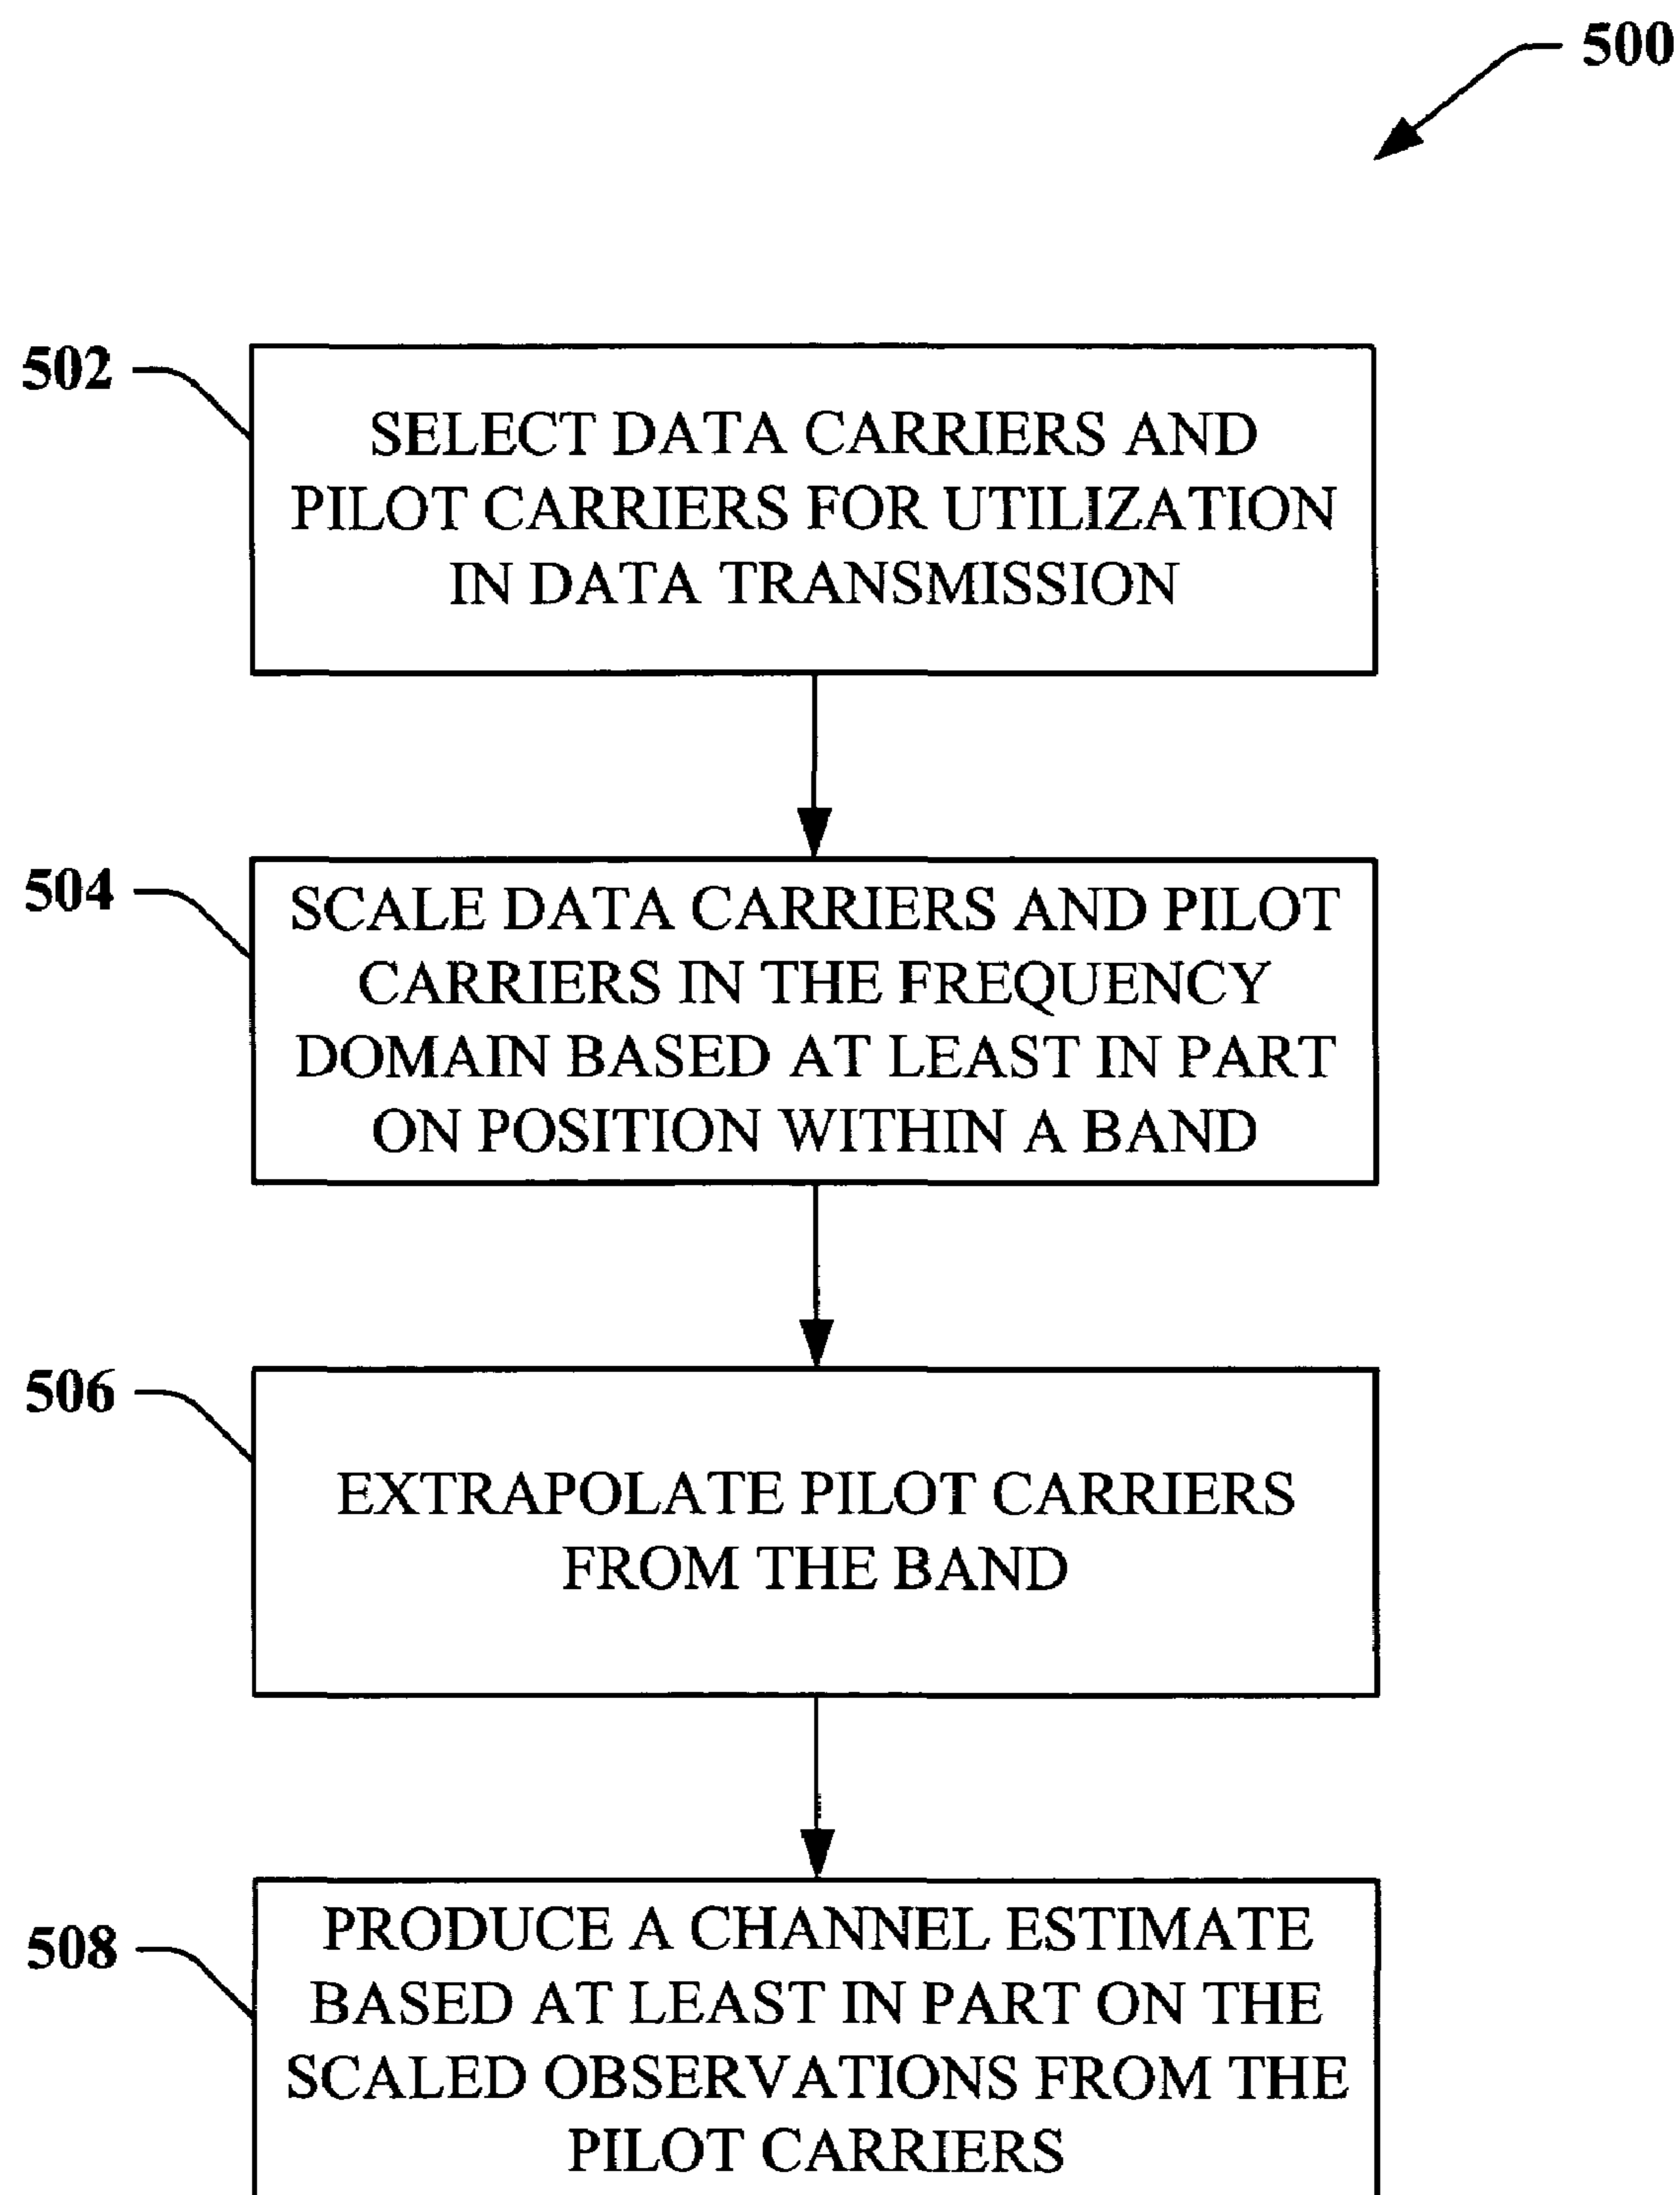 500
502
SELECT DATA CARRIERS AND
PILOT CARRIERS FOR UTILIZATION
IN DATA TRANSMISSION
504
SCALE DATA CARRIERS AND PILOT
CARRIERS IN THE FREQUENCY
DOMAIN BASED AT LEAST IN PART
ON POSITION WITHIN A BAND
506
EXTRAPOLATE PILOT CARRIERS
FROM THE BAND
508
PRODUCE A CHANNEL ESTIMATE
BASED AT LEAST IN PART ON THE
SCALED OBSERVATIONS FROM THE
PILOT CARRIERS